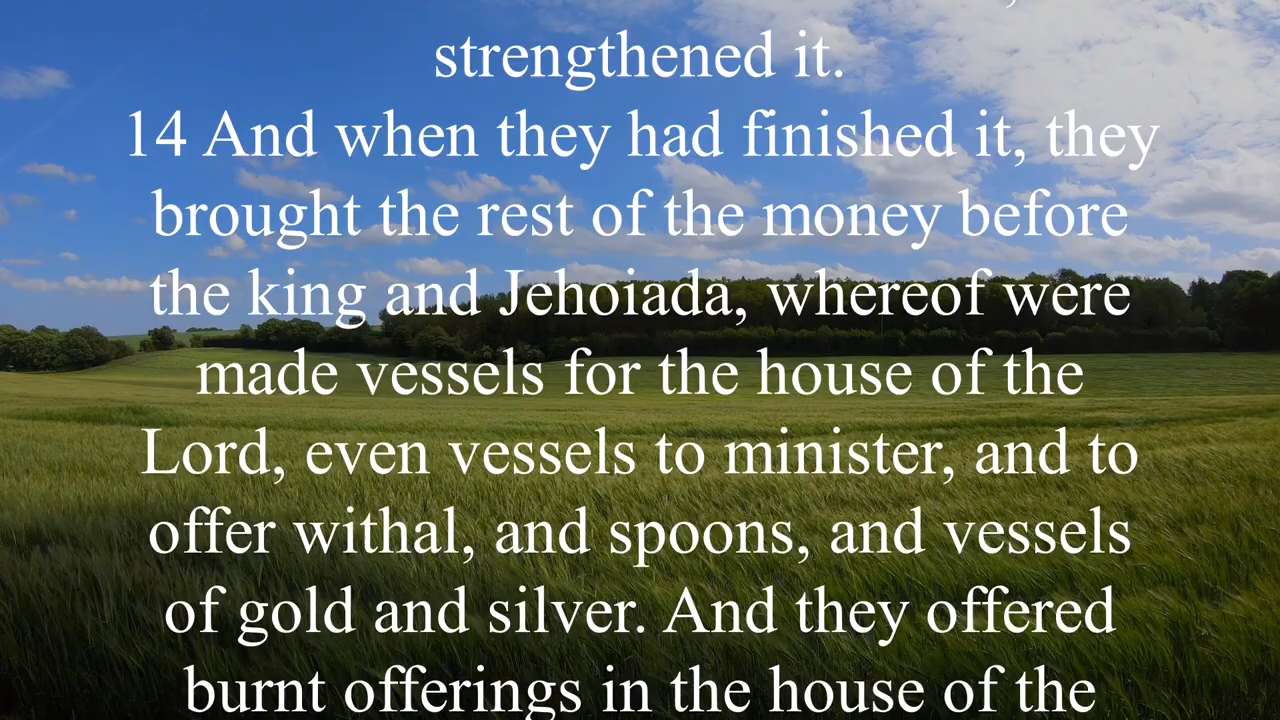 strengthened it.
14 And when they had finished it, they
brought the rest of the money before
the king and Jehoiada, whereof were
made vessels for the house of the
Lord, even vessels to minister, and to
offer withal, and spoons, and vessels
of gold and silver. And they offered
burnt offerings in the house of the